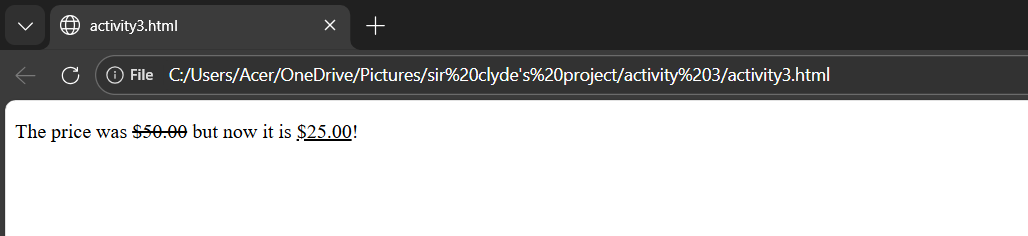 activity3.html
File C:/Users/Acer/OneDrive/Pictures/sir%20clyde's%20project/activity%203/activity3.html
The price was $50.00 but now it is $25.00!